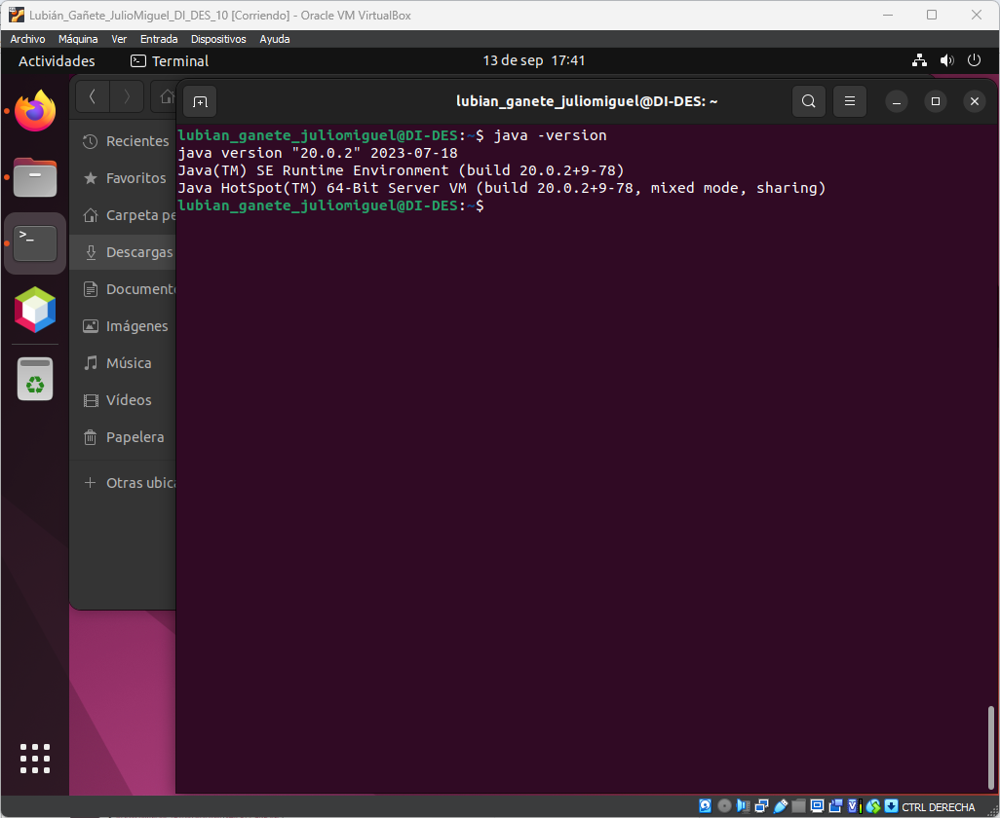 Lubián_Gañete_JulioMiguel_DI_DES_10 [Corriendo] - Oracle VM VirtualBox
Archivo Máquina Ver Entrada Dispositivos Ayuda
Actividades Terminal 13 de sep 17:41
lubian_ganete_juliomiguel@DI-DES: ~
Recientes
Favoritos
Carpeta pe
Descargas
Documento
Imágenes
Música
Vídeos
Papelera
Otras ubica
lubian_ganete_juliomiguel@DI-DES:~$ java -version
java version "20.0.2" 2023-07-18
Java(TM) SE Runtime Environment (build 20.0.2+9-78)
Java HotSpot(TM) 64-Bit Server VM (build 20.0.2+9-78, mixed mode, sharing)
lubian_ganete_juliomiguel@DI-DES:~$
CTRL DERECHA